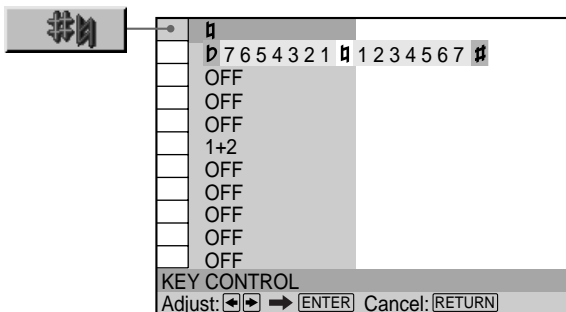 ♯♮
♮
♭ 7 6 5 4 3 2 1 ♮ 1 2 3 4 5 6 7 ♯
OFF
OFF
OFF
1+2
OFF
OFF
OFF
OFF
OFF
KEY CONTROL
Adjust: ←→ → ENTER Cancel: RETURN